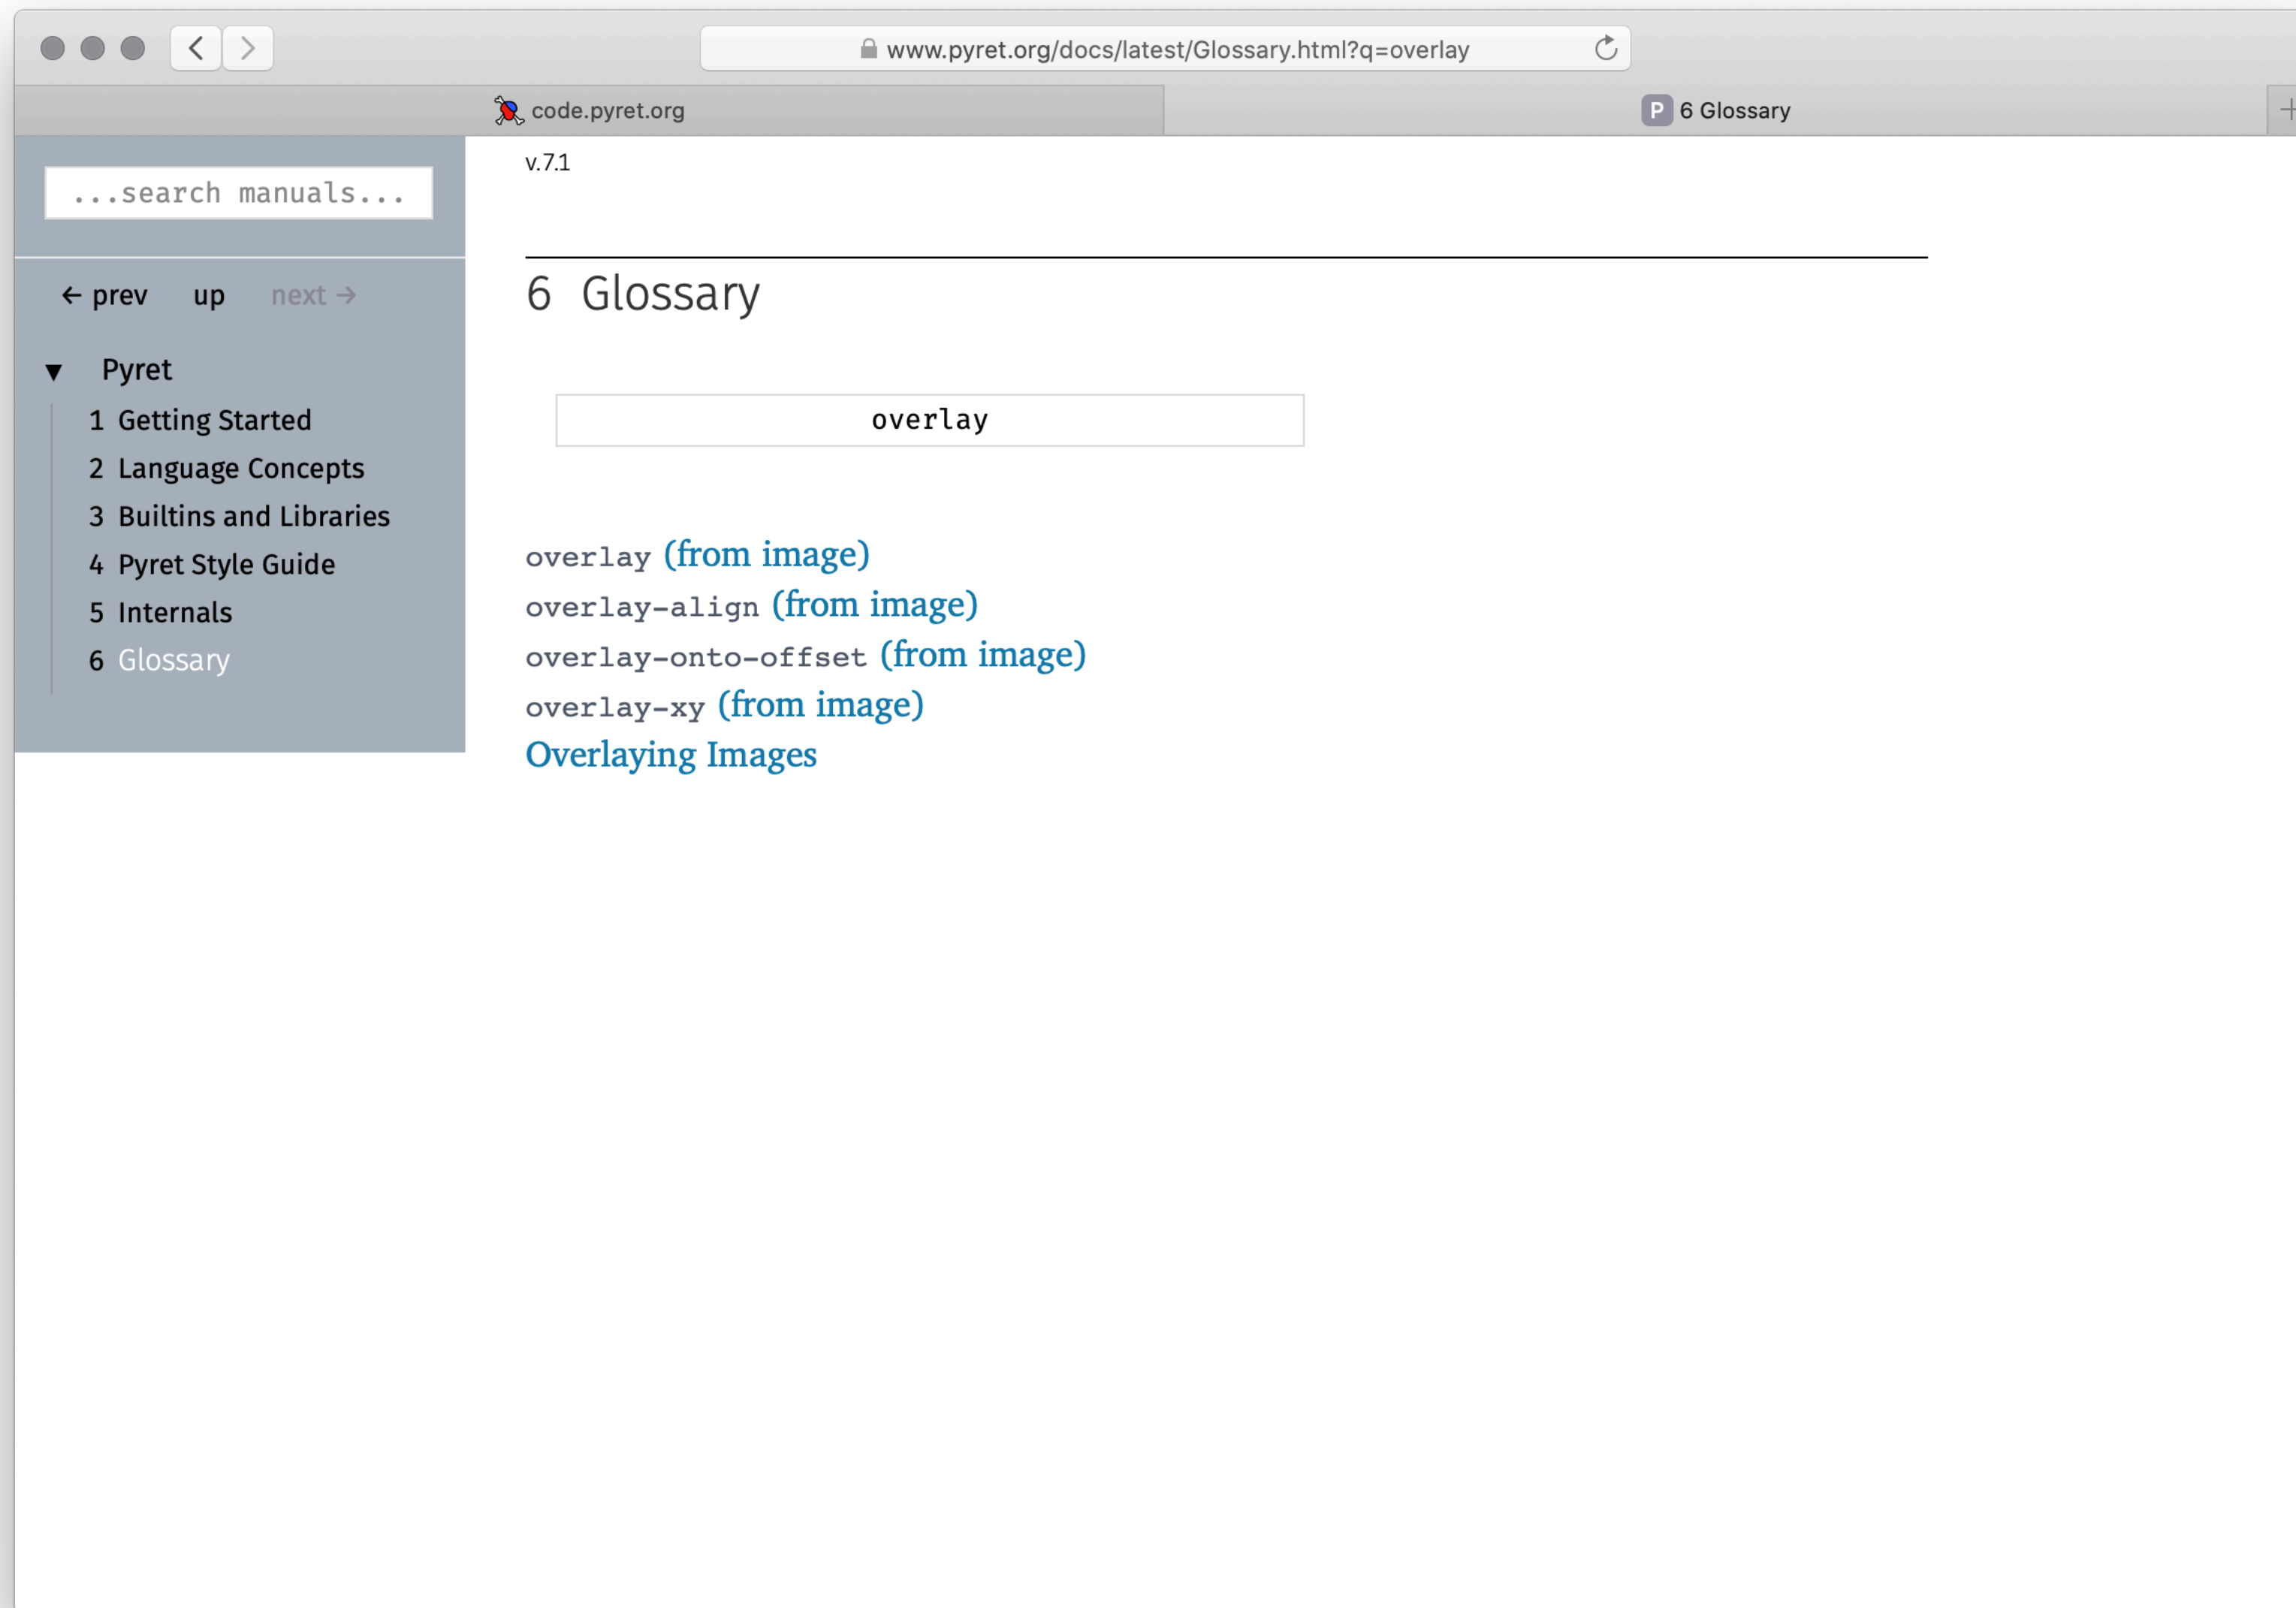 www.pyret.org/docs/latest/Glossary.html?q=overlay
code.pyret.org
P 6 Glossary
...search manuals...
← prev up next →
▼ Pyret
1 Getting Started
2 Language Concepts
3 Builtins and Libraries
4 Pyret Style Guide
5 Internals
6 Glossary
v.7.1
6 Glossary
overlay
overlay (from image)
overlay-align (from image)
overlay-onto-offset (from image)
overlay-xy (from image)
Overlaying Images